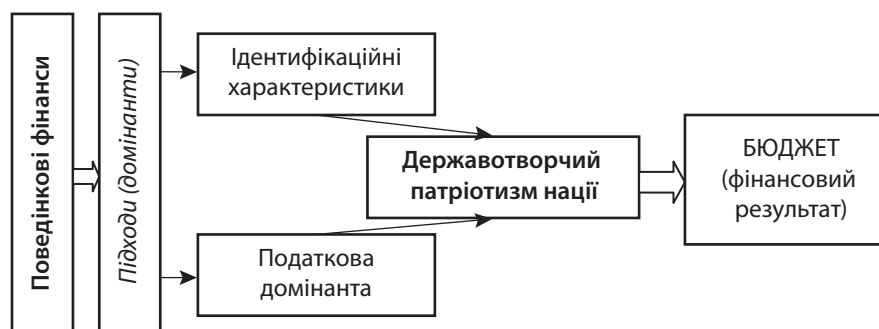 Поведінкові фінанси
Підходи (домінанти)
Ідентифікаційні
характеристики
Державотворчий
патріотизм нації
Податкова
домінанта
БЮДЖЕТ
(фінансовий
результат)